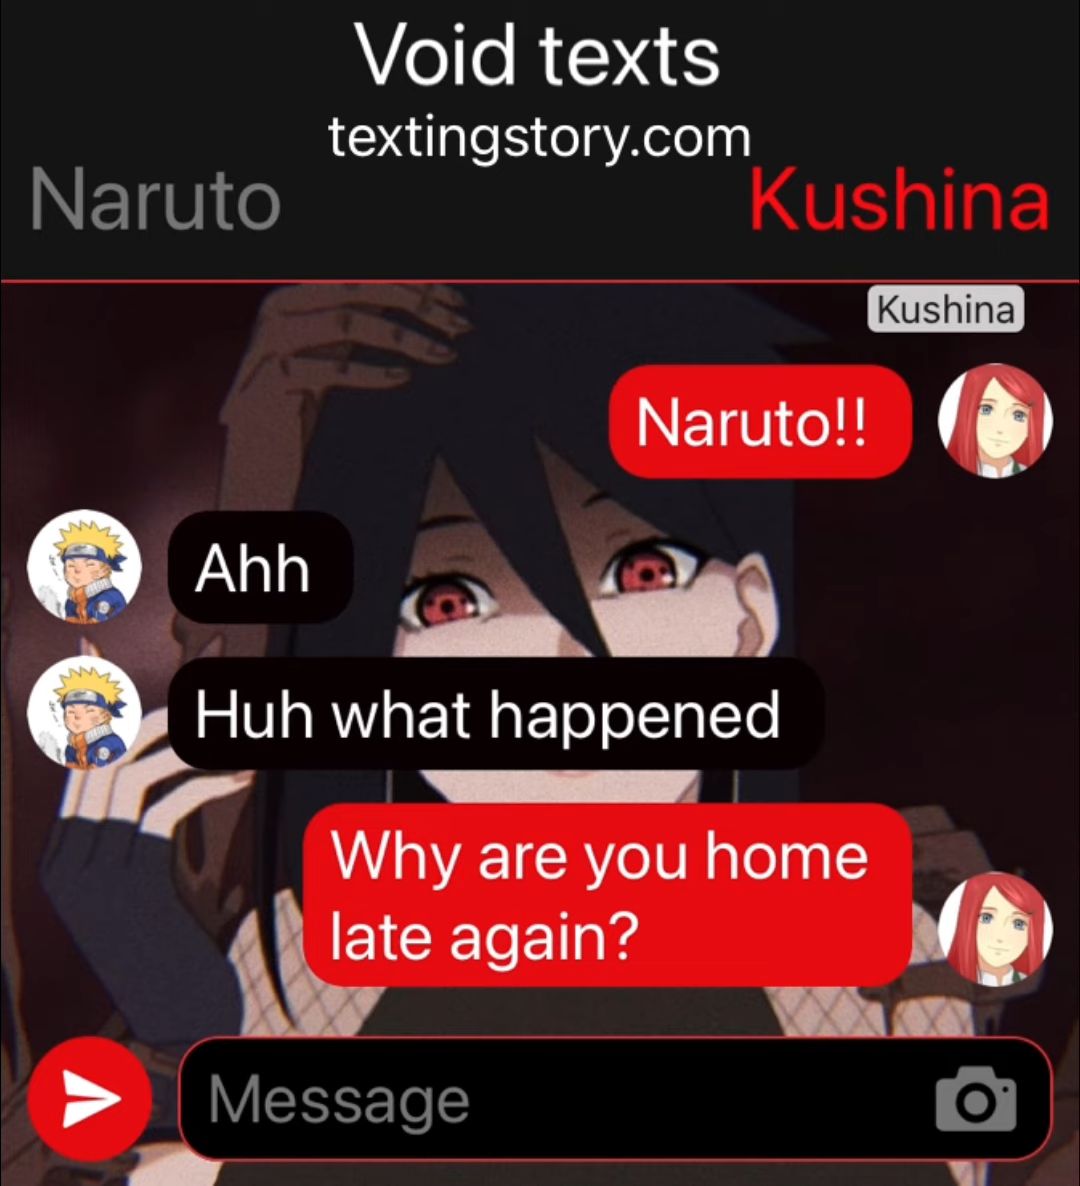 Void texts
textingstory.com
Naruto
Kushina
Kushina
Naruto!!
Ahh
Huh what happened
Why are you home
late again?
Message